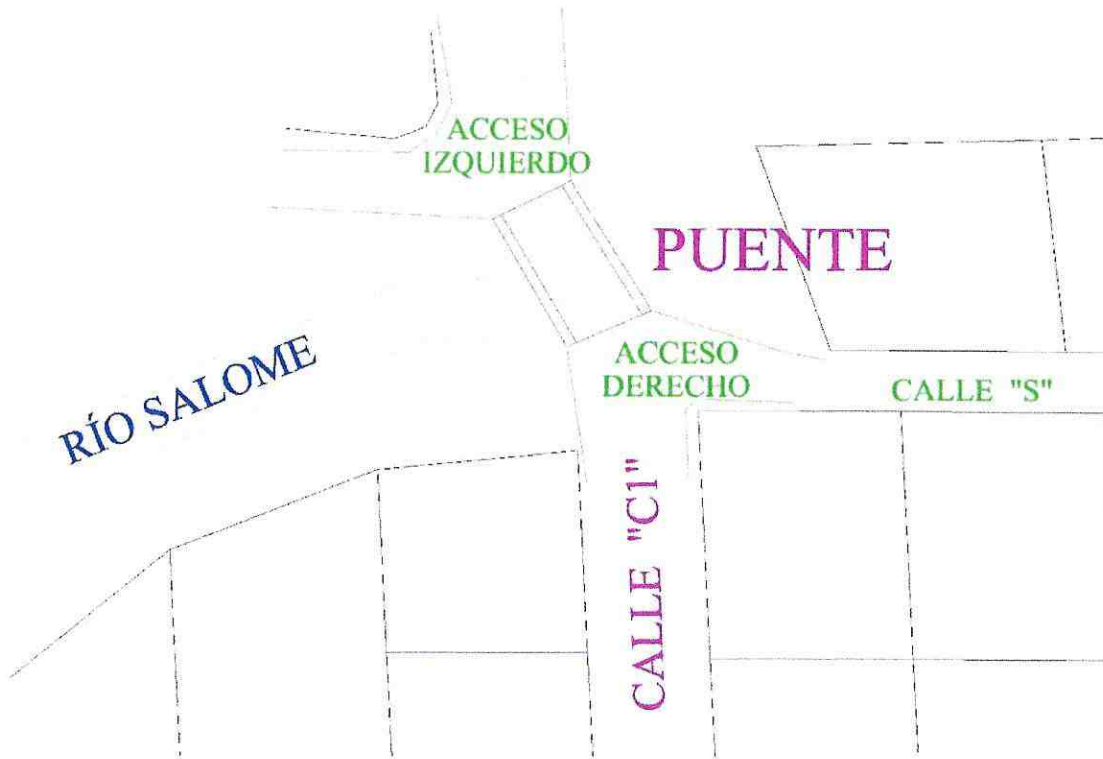 ACCESO
IZQUIERDO
PUENTE
RÍO SALOME
ACCESO
DERECHO
CALLE "S"
CALLE "C1"